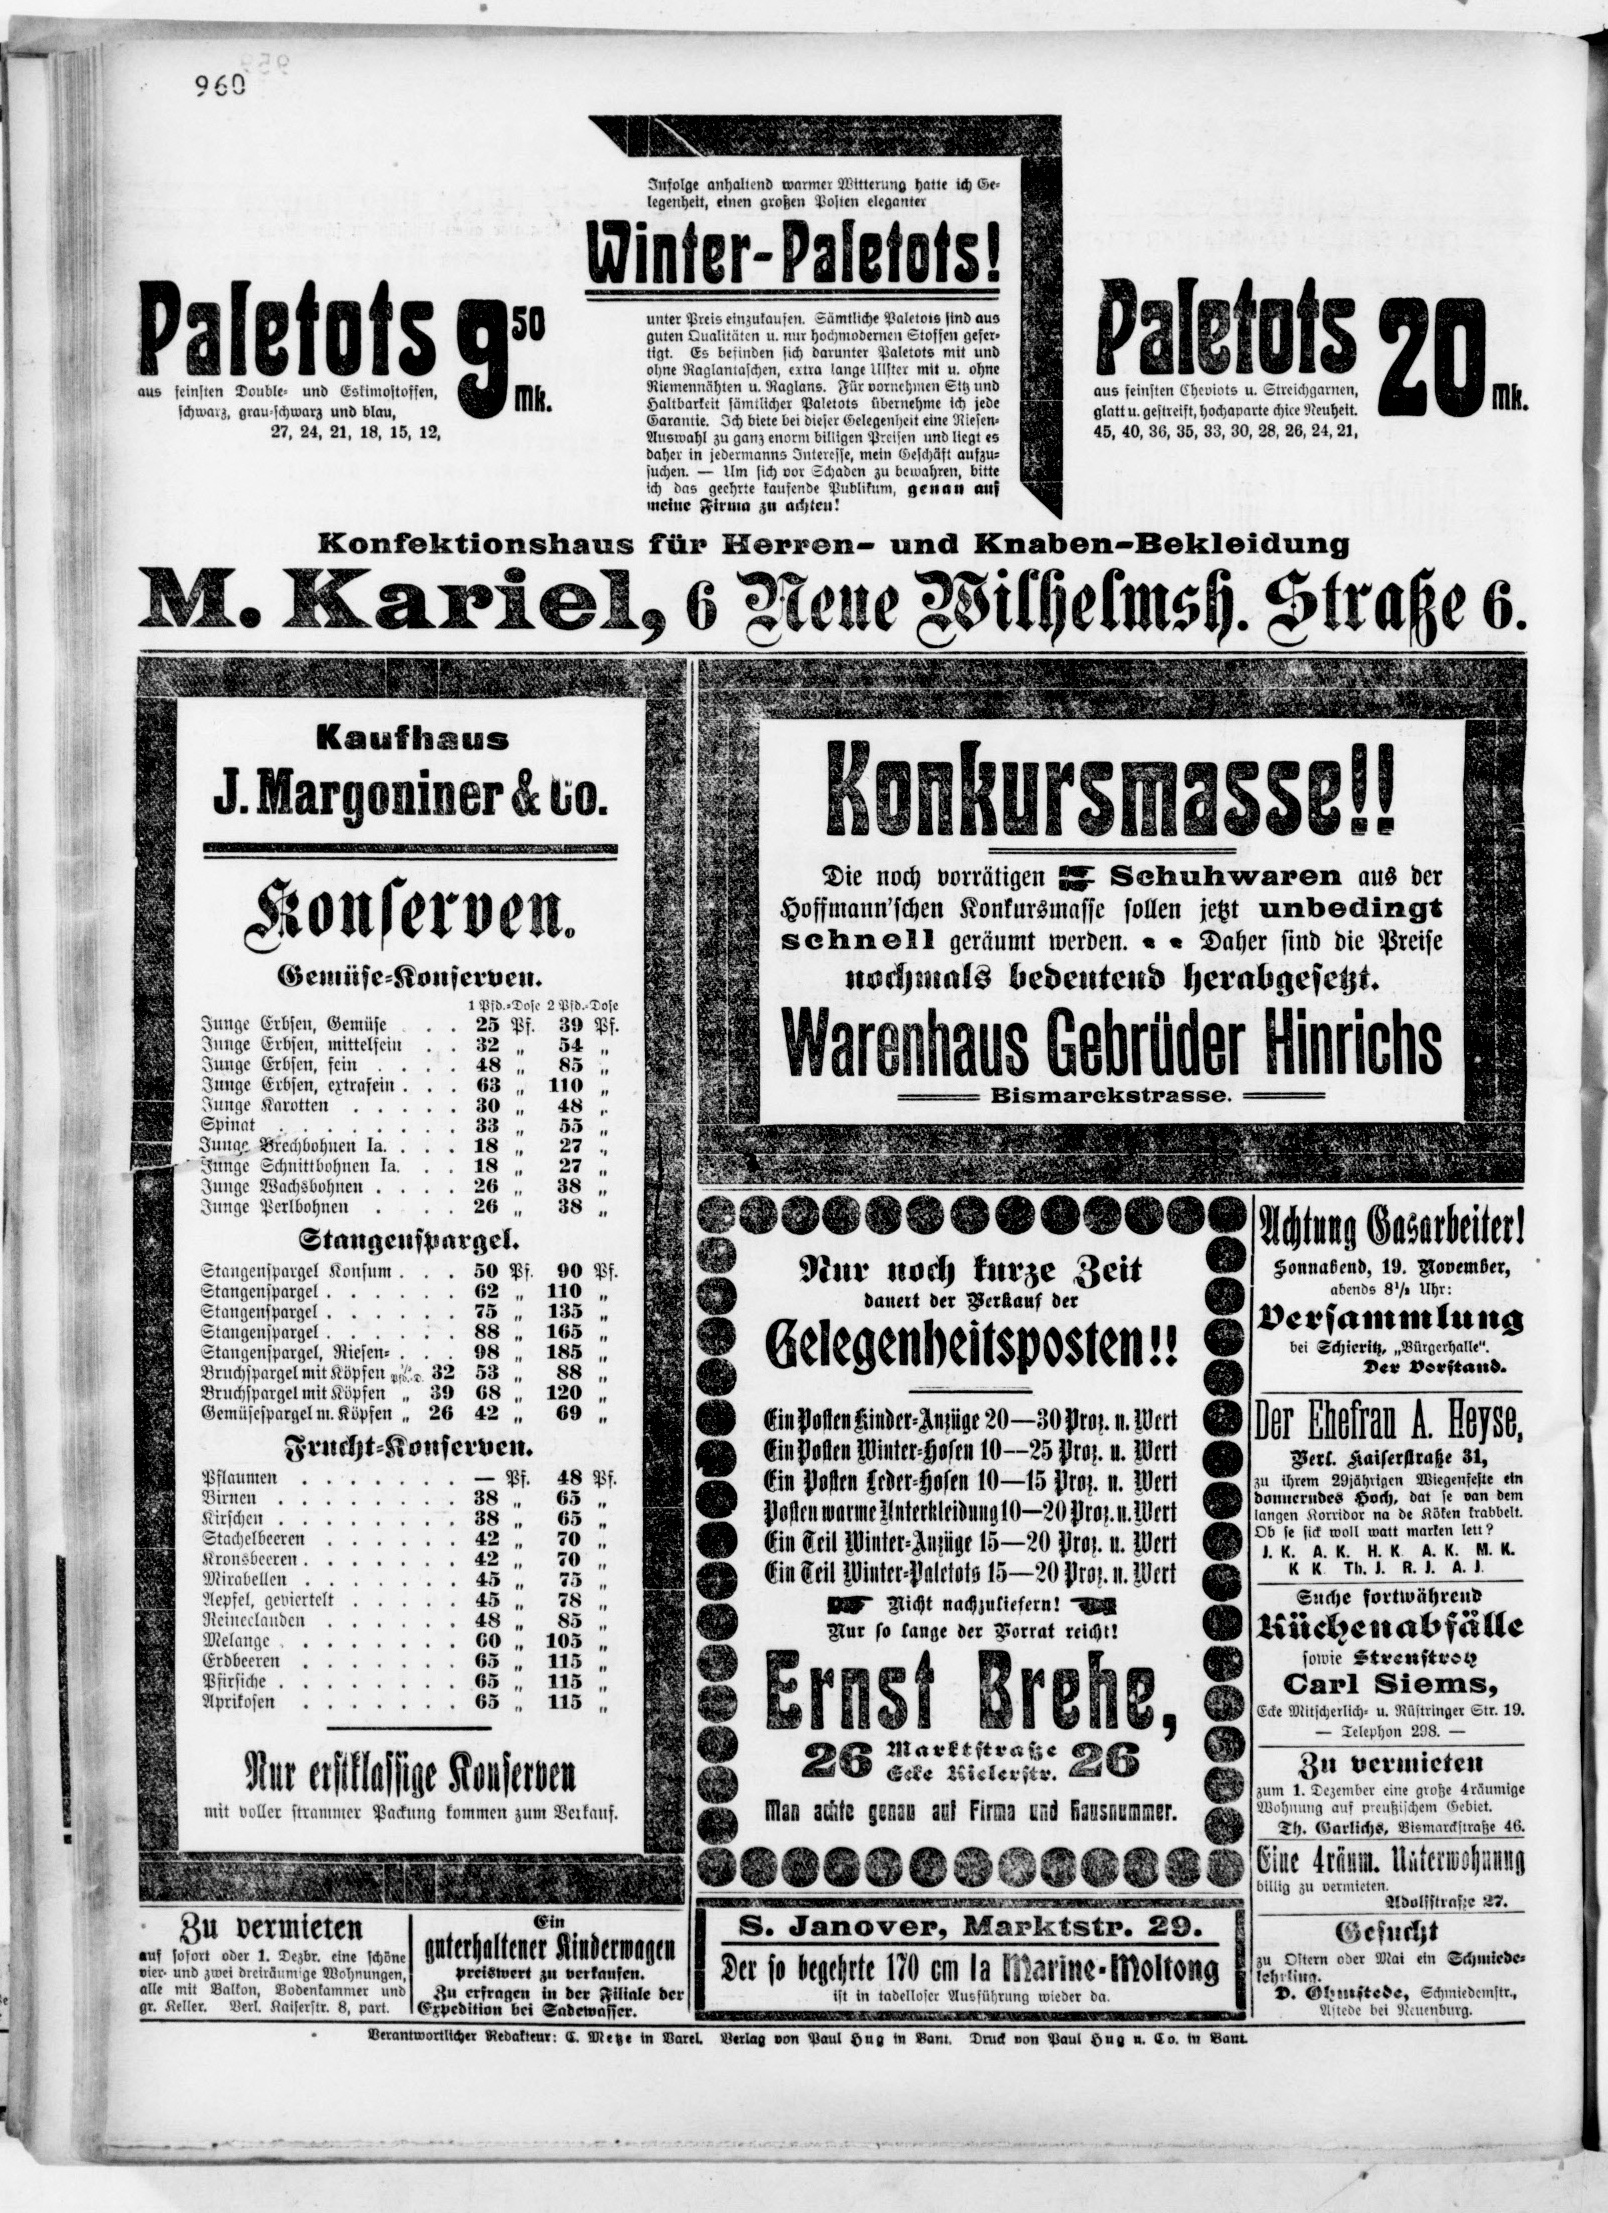 960
Infolge anhaltend warmer Witterung hatte ich Ge-
legenheit, einen großen Posten eleganter
Winter-Paletots!
unter Preis einzukaufen. Sämtliche Paletots sind aus
guten Qualitäten u. nur hochmodernen Stoffen gefer-
tigt. Es befinden sich darunter Paletots mit und
ohne Raglantaschen, extra lange Ulster mit u. ohne
Riemennähten u. Raglans. Für vornehmen Sitz und
Haltbarkeit sämtlicher Paletots übernehme ich jede
Garantie. Ich biete bei dieser Gelegenheit eine Riesen-
Auswahl zu ganz enorm billigen Preisen und liegt es
daher in jedermanns Interesse, mein Geschäft aufzu-
suchen. — Um sich vor Schaden zu bewahren, bitte
ich das geehrte kaufende Publikum, genau auf
meine Firma zu achten!
Paletots 9⁵⁰ Mk.
aus feinsten Double- und Eskimostoffen,
schwarz, grau-schwarz und blau,
27, 24, 21, 18, 15, 12,
Paletots 20 Mk.
aus feinsten Cheviots u. Streichgarnen,
glatt u. gestreift, hochaparte chice Neuheit.
45, 40, 36, 35, 33, 30, 28, 26, 24, 21,
Konfektionshaus für Herren- und Knaben-Bekleidung
M. Kariel, 6 Neue Wilhelmsh. Straße 6.
Kaufhaus
J. Margoniner & Co.
Konserven.
Gemüse-Konserven.
1 Pfd.-Dose 2 Pfd.-Dose
Junge Erbsen, Gemüse . . 25 Pf. 39 Pf.
Junge Erbsen, mittelfein . . 32 „ 54 „
Junge Erbsen, fein . . . . 48 „ 85 „
Junge Erbsen, extrafein . . . 63 „ 110 „
Junge Karotten . . . . . 30 „ 48 „
Spinat . . . . . . . . 33 „ 55 „
Junge Brechbohnen Ia. . . . 18 „ 27 „
Junge Schnittbohnen Ia. . . 18 „ 27 „
Junge Wachsbohnen . . . . 26 „ 38 „
Junge Perlbohnen . . . 26 „ 38 „
Stangenspargel.
Stangenspargel Konsum . . . 50 Pf. 90 Pf.
Stangenspargel . . . . . . 62 „ 110 „
Stangenspargel . . . . . . 75 „ 135 „
Stangenspargel . . . . . . 88 „ 165 „
Stangenspargel, Riesen- . . . 98 „ 185 „
Bruchspargel mit Köpfen ½ Pfd.-D. 32 53 „ 88 „
Bruchspargel mit Köpfen „ 39 68 „ 120 „
Gemüsespargel m. Köpfen „ 26 42 „ 69 „
Frucht-Konserven.
Pflaumen . . . . . . . — Pf. 48 Pf.
Birnen . . . . . . . . 38 „ 65 „
Kirschen . . . . . . . . 38 „ 65 „
Stachelbeeren . . . . . . 42 „ 70 „
Kronsbeeren . . . . . . . 42 „ 70 „
Mirabellen . . . . . . . 45 „ 75 „
Aepfel, geviertelt . . . . . 45 „ 78 „
Reineclauden . . . . . . 48 „ 85 „
Melange . . . . . . . . 60 „ 105 „
Erdbeeren . . . . . . . 65 „ 115 „
Pfirsiche . . . . . . . . 65 „ 115 „
Aprikosen . . . . . . . 65 „ 115 „
Nur erstklassige Konserven
mit voller strammer Packung kommen zum Verkauf.
Konkursmasse!!
Die noch vorrätigen Schuhwaren aus der
Hoffmann'schen Konkursmasse sollen jetzt unbedingt
schnell geräumt werden. Daher sind die Preise
nochmals bedeutend herabgesetzt.
Warenhaus Gebrüder Hinrichs
Bismarckstrasse.
Nur noch kurze Zeit
dauert der Verkauf der
Gelegenheitsposten!!
Ein Posten Kinder-Anzüge 20—30 Proz. u. Wert
Ein Posten Winter-Hosen 10—25 Proz. u. Wert
Ein Posten Leder-Hosen 10—15 Proz. u. Wert
Posten warme Unterkleidung 10—20 Proz. u. Wert
Ein Teil Winter-Anzüge 15—20 Proz. u. Wert
Ein Teil Winter-Paletots 15—20 Proz. u. Wert
Nicht nachzuliefern!
Nur so lange der Vorrat reicht!
Ernst Brehe,
26 Marktstraße 26
Ecke Kielerstr.
Man achte genau auf Firma und Hausnummer.
Achtung Gasarbeiter!
Sonnabend, 19. November,
abends 8½ Uhr:
Versammlung
bei Schieritz, „Bürgerhalle“.
Der Vorstand.
Der Ehefrau A. Heyse,
Verl. Kaiserstraße 31,
zu ihrem 29jährigen Wiegenfeste ein
donnerndes Hoch, dat se van dem
langen Korridor na de Köken krabbelt.
Ob se sick woll watt marken lett?
J. K. A. K. H. K. A. K. M. K.
K. K. Th. J. R. J. A. J.
Suche fortwährend
Küchenabfälle
sowie Streustroh
Carl Siems,
Ecke Mitscherlich- u. Rüstringer Str. 19.
— Telephon 298. —
Zu vermieten
zum 1. Dezember eine große 4räumige
Wohnung auf preußischem Gebiet.
Th. Garlichs, Bismarckstraße 46.
Eine 4räum. Unterwohnung
billig zu vermieten.
Adolfstraße 27.
Gesucht
zu Ostern oder Mai ein Schmiede-
lehrling.
D. Ohmstede, Schmiedemstr.,
Astede bei Neuenburg.
Zu vermieten
auf sofort oder 1. Dezbr. eine schöne
vier- und zwei dreiräumige Wohnungen,
alle mit Balkon, Bodenkammer und
gr. Keller. Verl. Kaiserstr. 8, part.
Ein
guterhaltener Kinderwagen
preiswert zu verkaufen.
Zu erfragen in der Filiale der
Expedition bei Sadewasser.
S. Janover, Marktstr. 29.
Der so begehrte 170 cm Ia Marine-Moltong
ist in tadelloser Ausführung wieder da.
Verantwortlicher Redakteur: C. Metze in Varel. Verlag von Paul Hug in Bant. Druck von Paul Hug u. Co. in Bant.